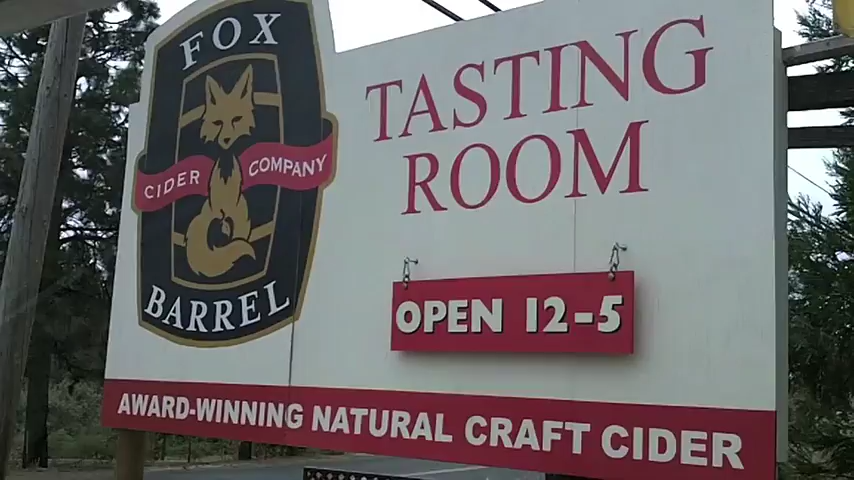 FOX
CIDER COMPANY
BARREL
TASTING
ROOM
OPEN 12-5
AWARD-WINNING NATURAL CRAFT CIDER